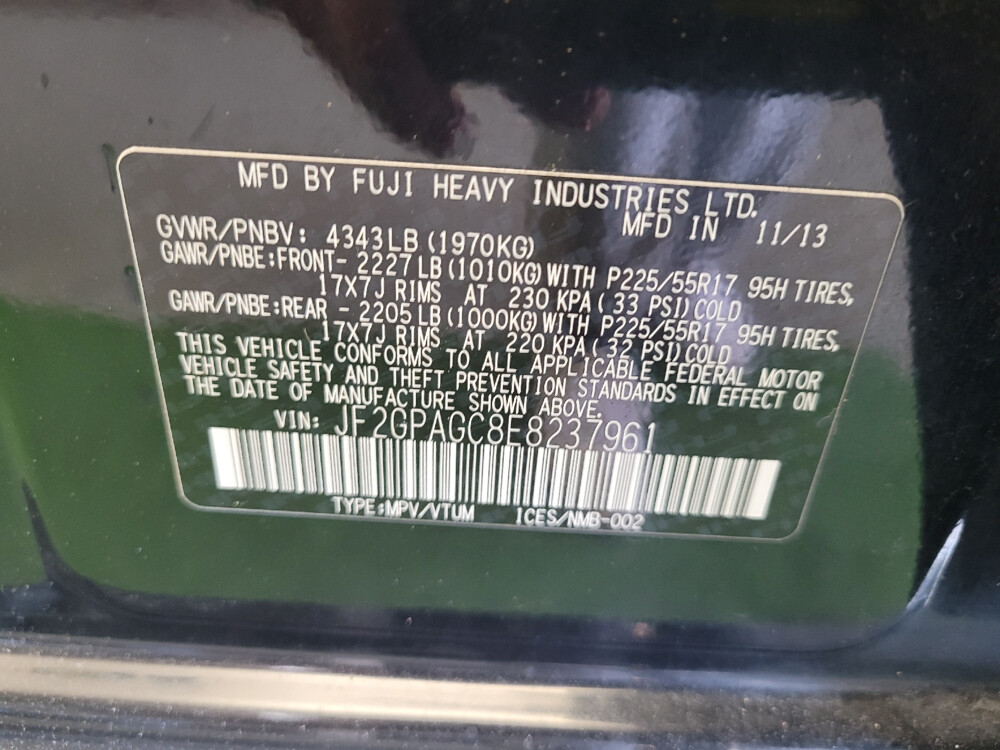 MFD BY FUJI HEAVY INDUSTRIES LTD.
MFD IN 11/13
GVWR/PNBV: 4343LB(1970KG)
GAWR/PNBE:FRONT- 2227LB(1010KG)WITH P225/55R17 95H TIRES,
17X7J RIMS AT 230 KPA(33 PSI)COLD
GAWR/PNBE:REAR - 2205LB(1000KG)WITH P225/55R17 95H TIRES,
17X7J RIMS AT 220 KPA(32 PSI)COLD
THIS VEHICLE CONFORMS TO ALL APPLICABLE FEDERAL MOTOR
VEHICLE SAFETY AND THEFT PREVENTION STANDARDS IN EFFECT ON
THE DATE OF MANUFACTURE SHOWN ABOVE.
VIN: JF2GPAGC8E8237961
TYPE:MPV/VTUM ICES/NMB-002